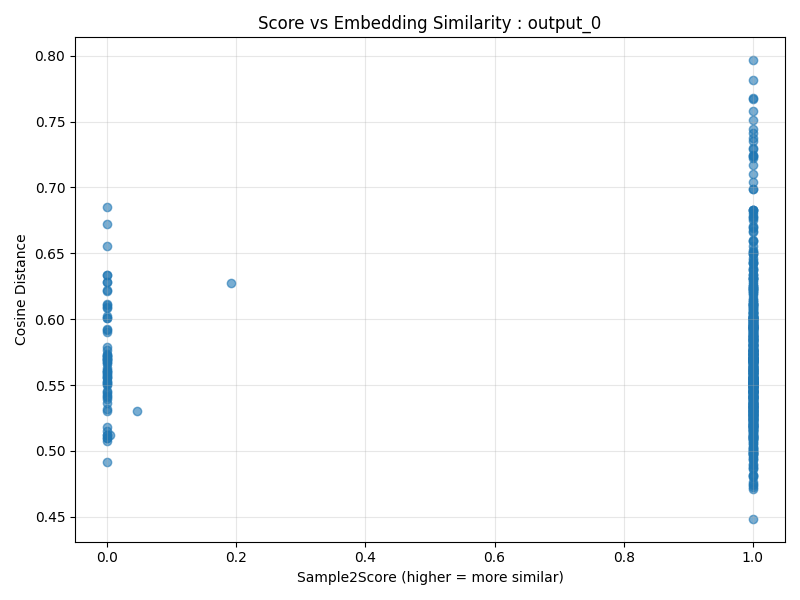 Score vs Embedding Similarity : output_0
Cosine Distance
0.80
0.75
0.70
0.65
0.60
0.55
0.50
0.45
0.0 0.2 0.4 0.6 0.8 1.0
Sample2Score (higher = more similar)